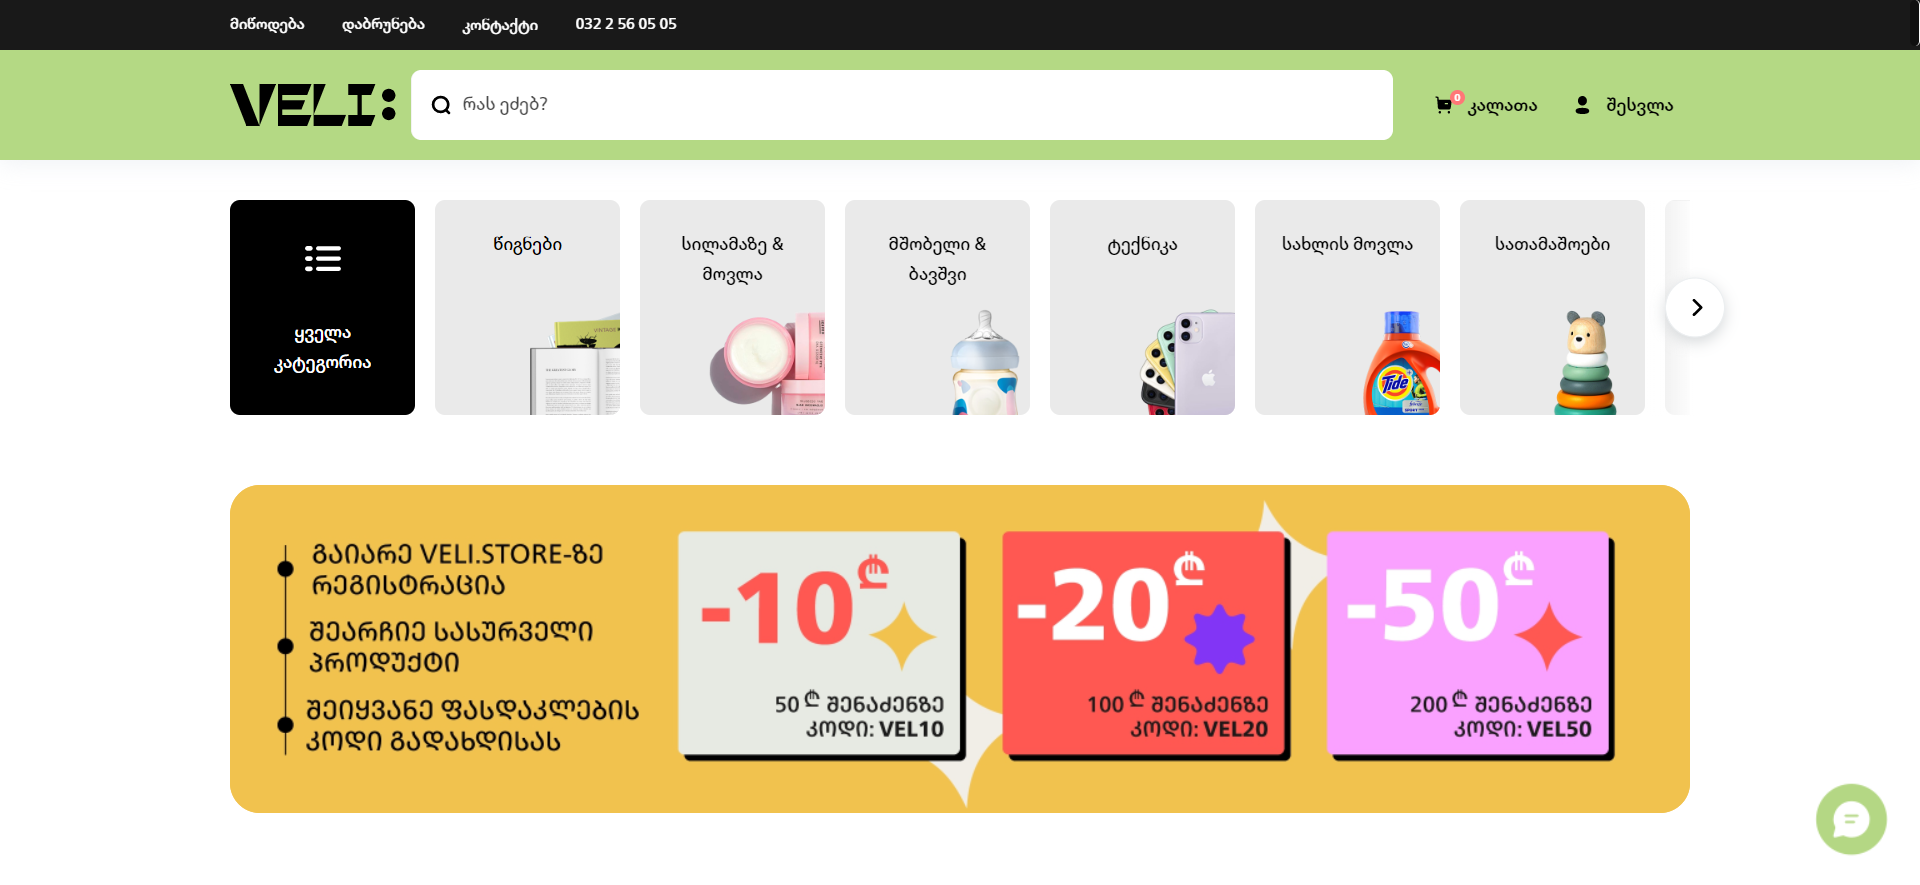 მიწოდება
დაბრუნება
კონტაქტი
032 2 56 05 05
VELI:
რას ეძებ?
0
კალათა
შესვლა
ყველა
კატეგორია
წიგნები
სილამაზე &
მოვლა
მშობელი &
ბავშვი
ტექნიკა
სახლის მოვლა
სათამაშოები
Tide
გაიარე VELI.STORE-ზე
რეგისტრაცია
შეარჩიე სასურველი
პროდუქტი
შეიყვანე ფასდაკლების
კოდი გადახდისას
-10₾
50 ₾ შენაძენზე
კოდი: VEL10
-20₾
100 ₾ შენაძენზე
კოდი: VEL20
-50₾
200 ₾ შენაძენზე
კოდი: VEL50